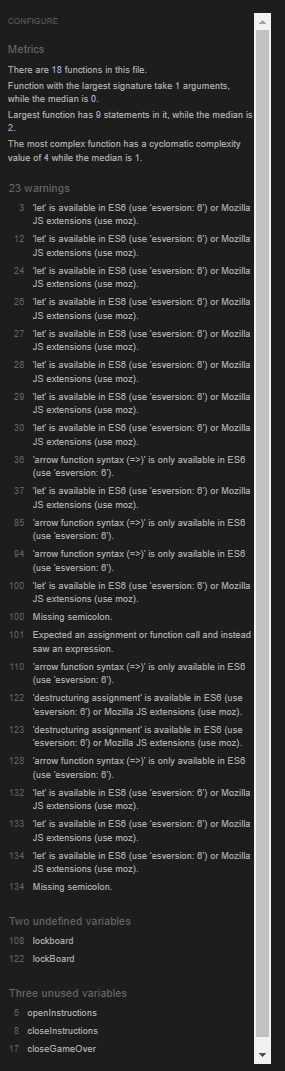 CONFIGURE
Metrics
There are 18 functions in this file.
Function with the largest signature take 1 arguments,
while the median is 0.
Largest function has 9 statements in it, while the median is
2.
The most complex function has a cyclomatic complexity
value of 4 while the median is 1.
23 warnings
3 'let' is available in ES6 (use 'esversion: 6') or Mozilla
JS extensions (use moz).
12 'let' is available in ES6 (use 'esversion: 6') or Mozilla
JS extensions (use moz).
24 'let' is available in ES6 (use 'esversion: 6') or Mozilla
JS extensions (use moz).
26 'let' is available in ES6 (use 'esversion: 6') or Mozilla
JS extensions (use moz).
27 'let' is available in ES6 (use 'esversion: 6') or Mozilla
JS extensions (use moz).
28 'let' is available in ES6 (use 'esversion: 6') or Mozilla
JS extensions (use moz).
29 'let' is available in ES6 (use 'esversion: 6') or Mozilla
JS extensions (use moz).
30 'let' is available in ES6 (use 'esversion: 6') or Mozilla
JS extensions (use moz).
36 'arrow function syntax (=>)' is only available in ES6
(use 'esversion: 6').
37 'let' is available in ES6 (use 'esversion: 6') or Mozilla
JS extensions (use moz).
85 'arrow function syntax (=>)' is only available in ES6
(use 'esversion: 6').
94 'arrow function syntax (=>)' is only available in ES6
(use 'esversion: 6').
100 'let' is available in ES6 (use 'esversion: 6') or Mozilla
JS extensions (use moz).
100 Missing semicolon.
101 Expected an assignment or function call and instead
saw an expression.
110 'arrow function syntax (=>)' is only available in ES6
(use 'esversion: 6').
122 'destructuring assignment' is available in ES6 (use
'esversion: 6') or Mozilla JS extensions (use moz).
123 'destructuring assignment' is available in ES6 (use
'esversion: 6') or Mozilla JS extensions (use moz).
128 'arrow function syntax (=>)' is only available in ES6
(use 'esversion: 6').
132 'let' is available in ES6 (use 'esversion: 6') or Mozilla
JS extensions (use moz).
133 'let' is available in ES6 (use 'esversion: 6') or Mozilla
JS extensions (use moz).
134 'let' is available in ES6 (use 'esversion: 6') or Mozilla
JS extensions (use moz).
134 Missing semicolon.
Two undefined variables
108 lockboard
122 lockBoard
Three unused variables
5 openInstructions
8 closeInstructions
17 closeGameOver